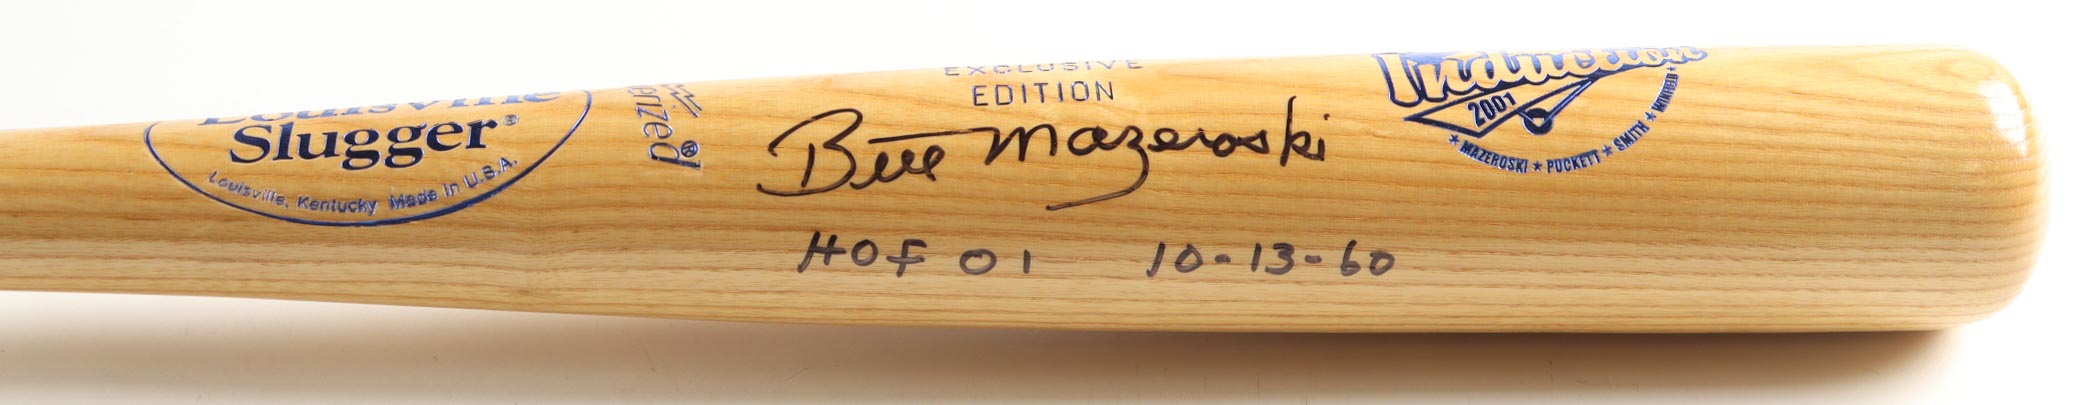 Louisville
Slugger®
Louisville, Kentucky Made In U.S.A.
EXCLUSIVE
EDITION
Bill Mazeroski
HOF 01 10-13-60
Induction
2001
★ MAZEROSKI ★ PUCKETT ★ SMITH ★ WINFIELD ★